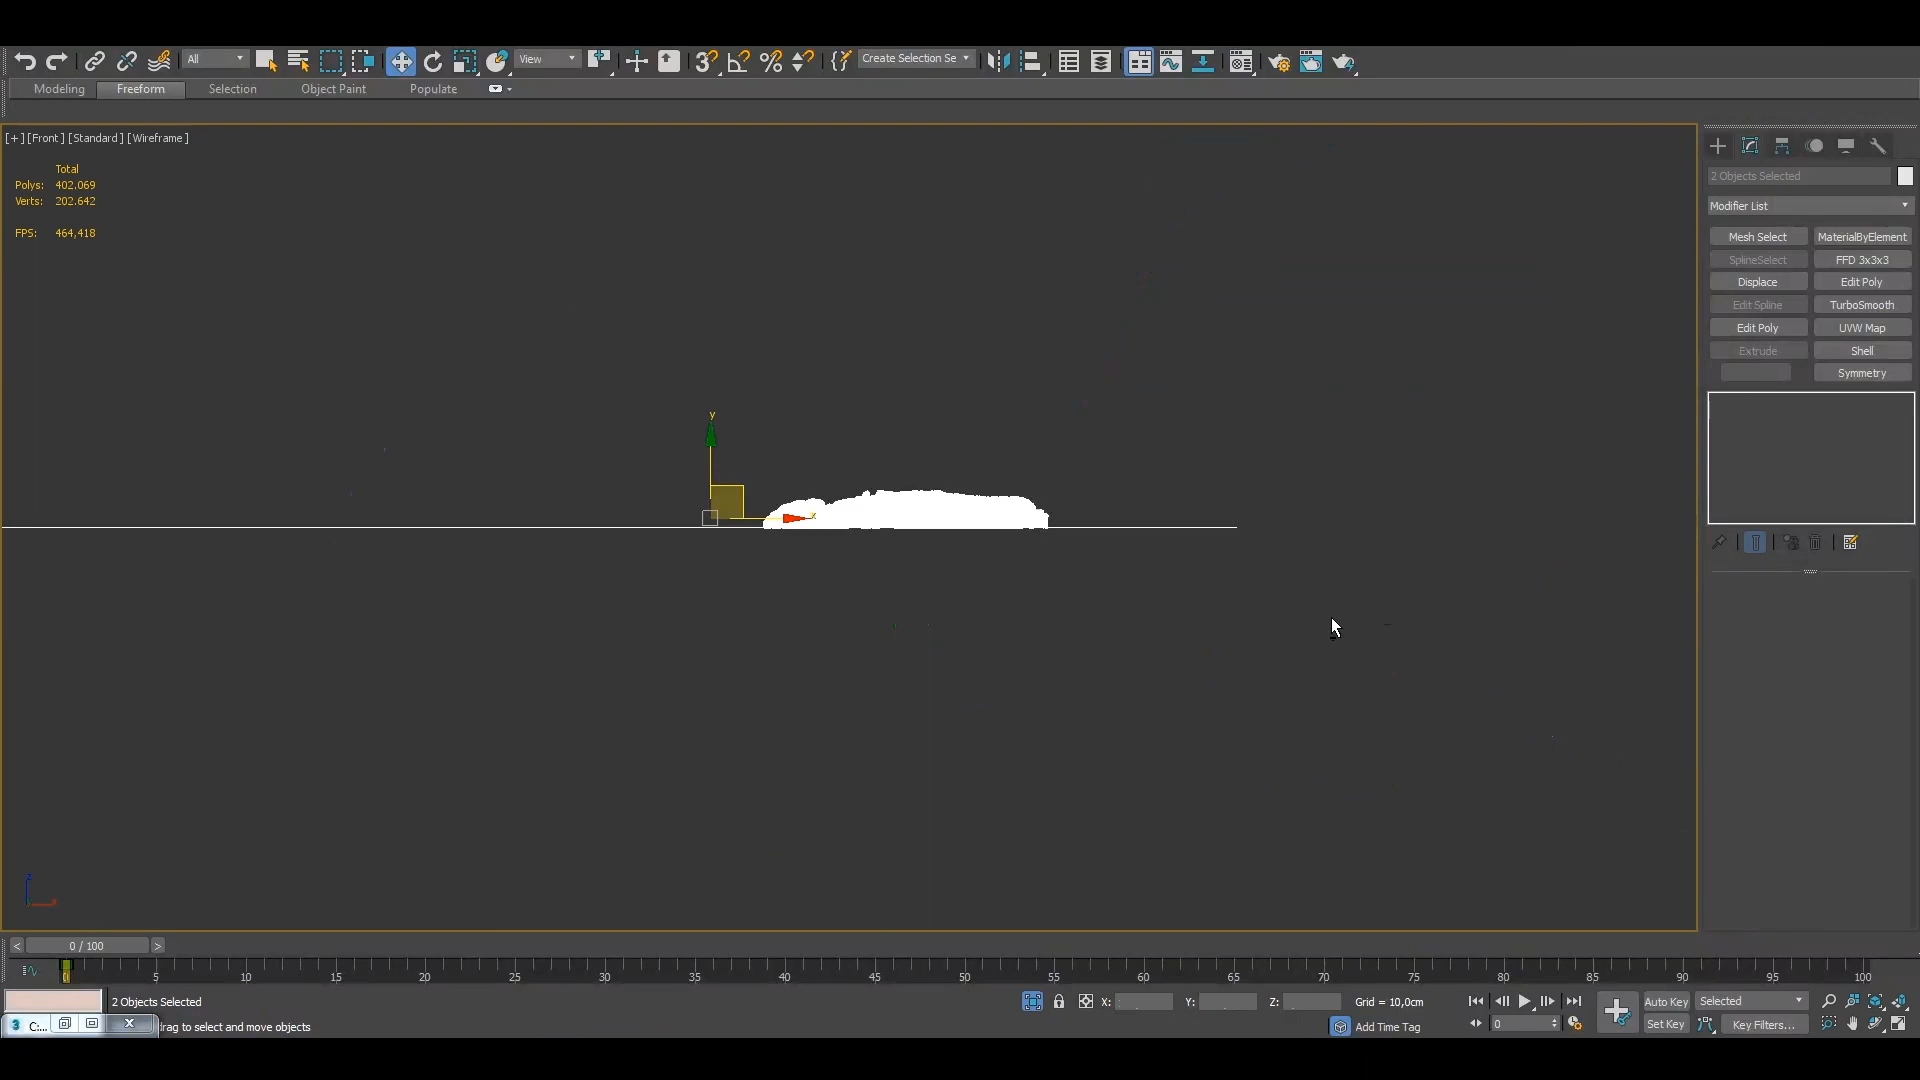 All
View
Create Selection Se
Modeling
Freeform
Selection
Object Paint
Populate
[+] [Front ] [Standard ] [Wireframe ]
Total
Polys: 402.069
Verts: 202.642
FPS: 464,418
y
x
z
2 Objects Selected
Modifier List
Mesh Select
MaterialByElement
SplineSelect
FFD 3x3x3
Displace
Edit Poly
Edit Spline
TurboSmooth
Edit Poly
UVW Map
Extrude
Shell
Symmetry
< 0 / 100 >
0 5 10 15 20 25 30 35 40 45 50 55 60 65 70 75 80 85 90 95 100
2 Objects Selected
X: Y: Z: Grid = 10,0cm
Auto Key
Selected
3 C:...
drag to select and move objects
Add Time Tag
0
Set Key
Key Filters...